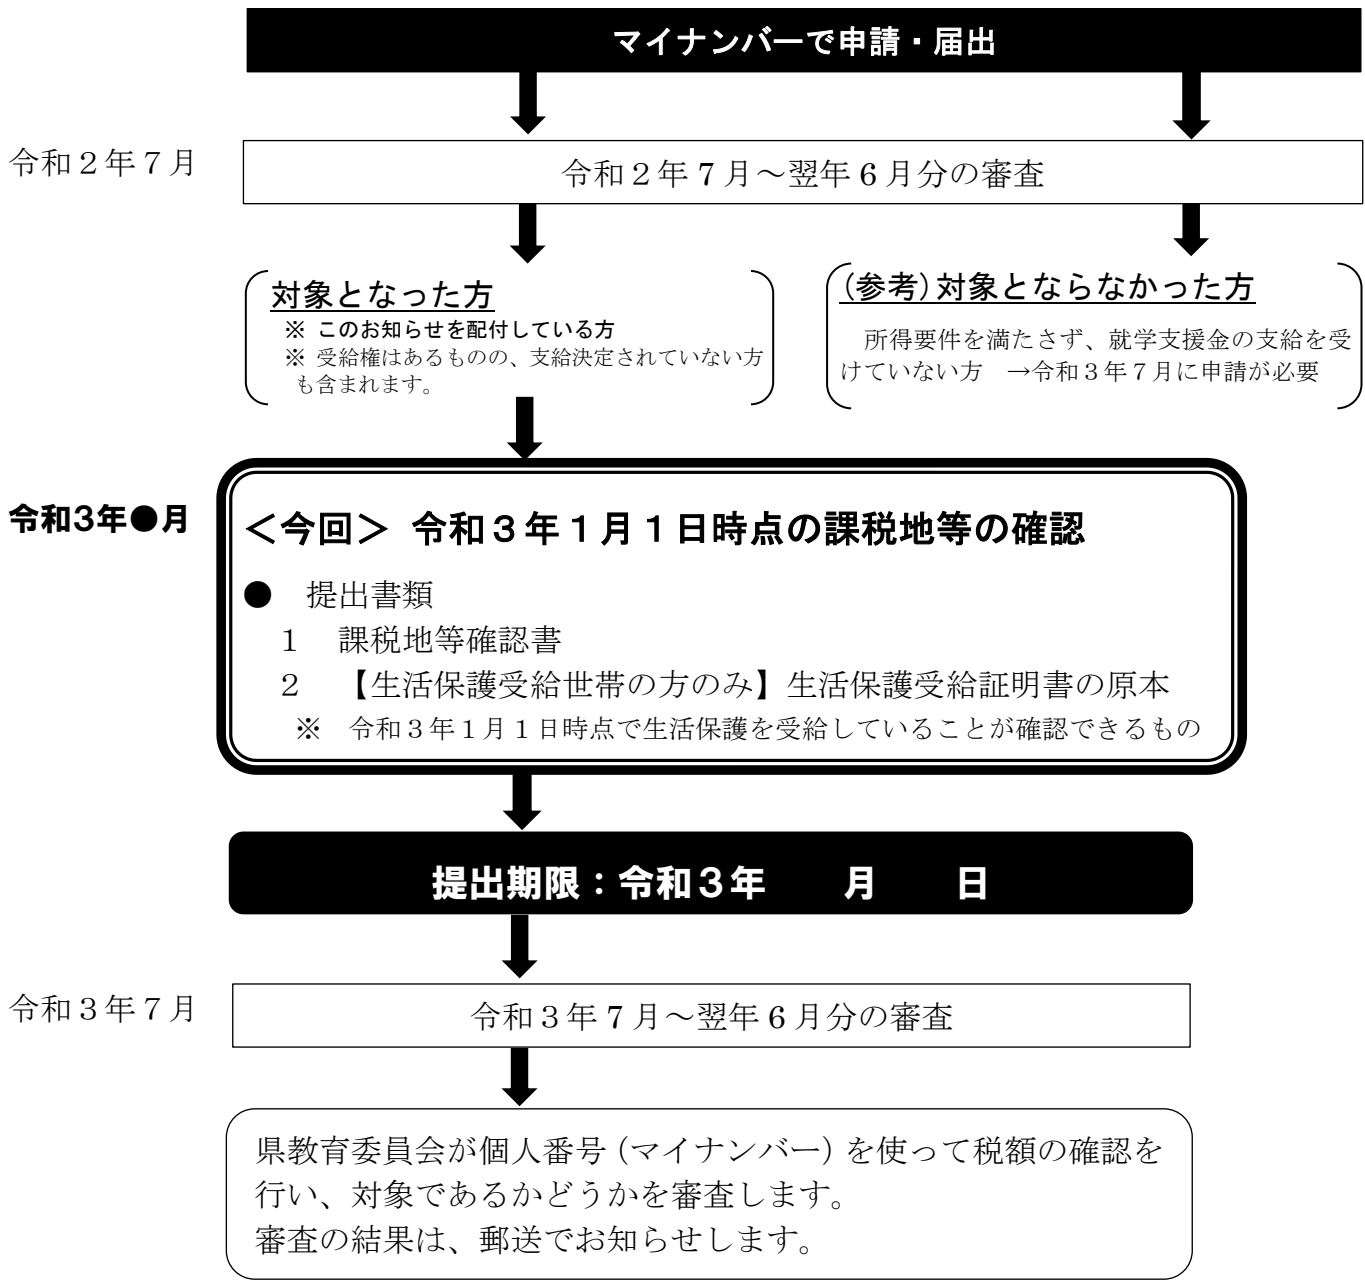 マイナンバーで申請・届出
令和２年７月
令和２年７月～翌年６月分の審査
対象となった方
※ このお知らせを配付している方
※ 受給権はあるものの、支給決定されていない方
も含まれます。
(参考)対象とならなかった方
所得要件を満たさず、就学支援金の支給を受
けていない方　→令和３年７月に申請が必要
令和3年●月
＜今回＞ 令和３年１月１日時点の課税地等の確認
●　提出書類
１　課税地等確認書
２　【生活保護受給世帯の方のみ】生活保護受給証明書の原本
※　令和３年１月１日時点で生活保護を受給していることが確認できるもの
提出期限：令和３年　　月　　日
令和３年７月
令和３年７月～翌年６月分の審査
県教育委員会が個人番号(マイナンバー)を使って税額の確認を
行い、対象であるかどうかを審査します。
審査の結果は、郵送でお知らせします。